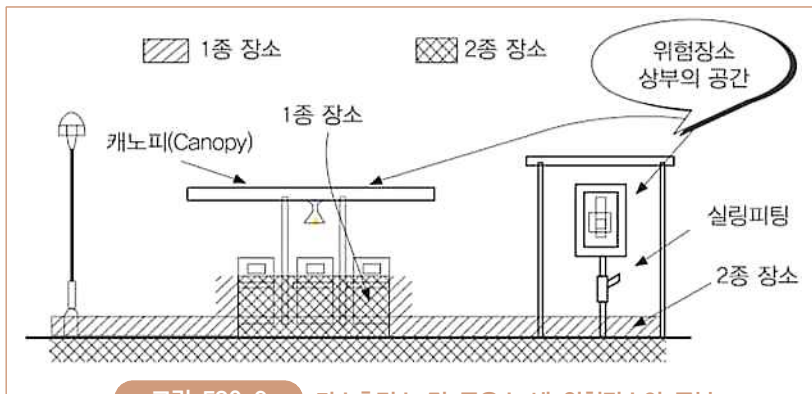 1종 장소
2종 장소
위험장소
상부의 공간
1종 장소
캐노피(Canopy)
실링피팅
2종 장소